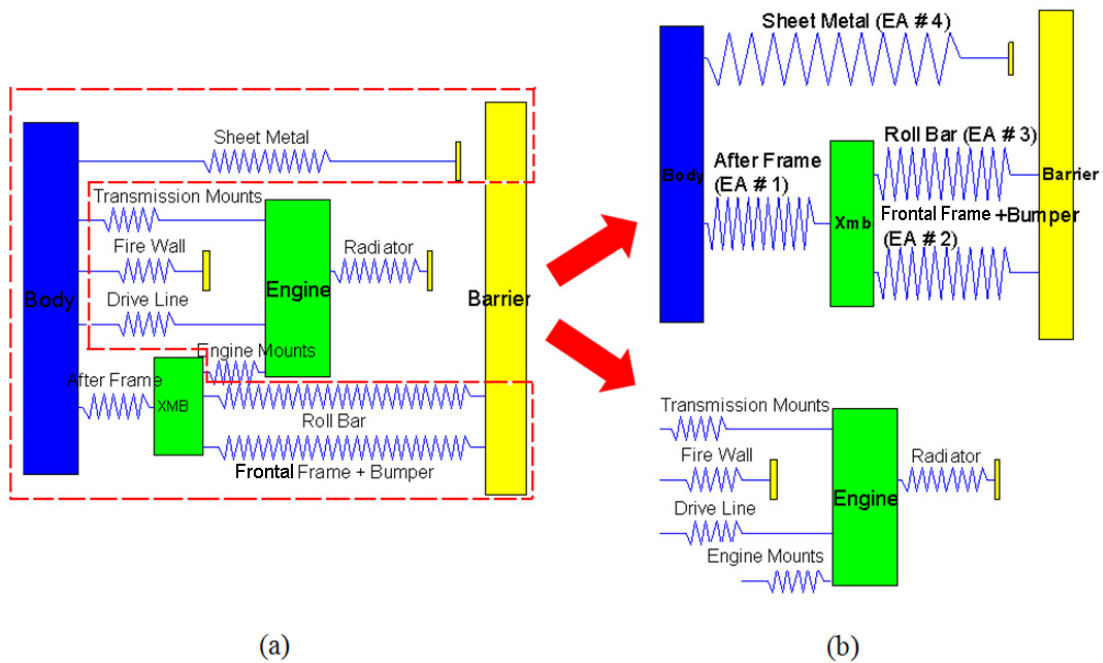 Sheet Metal
Transmission Mounts
Fire Wall
Radiator
Body
Engine
Barrier
Drive Line
Engine Mounts
After Frame
XMB
Roll Bar
Frontal Frame + Bumper
(a)
Sheet Metal (EA # 4)
Roll Bar (EA # 3)
After Frame
(EA # 1)
Body
Barrier
Xmb
Frontal Frame +Bumper
(EA # 2)
Transmission Mounts
Fire Wall
Radiator
Engine
Drive Line
Engine Mounts
(b)